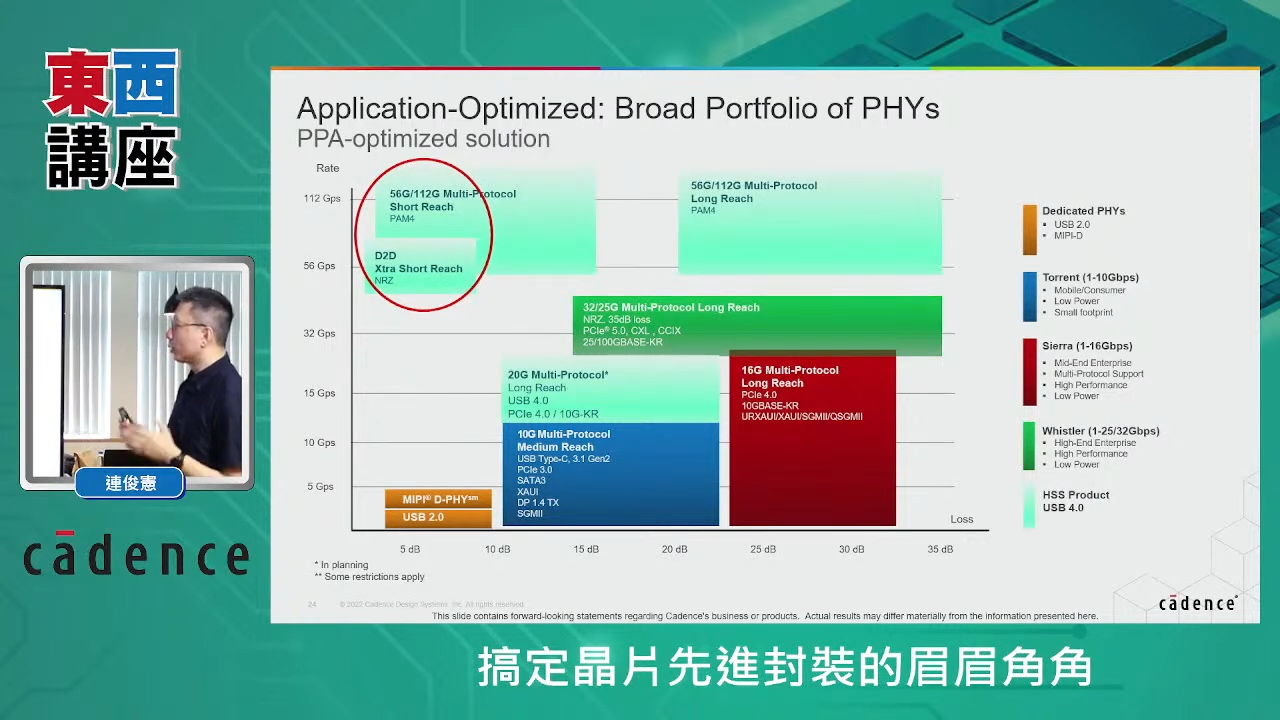 東西
講座
連俊憲
cādence
Application-Optimized: Broad Portfolio of PHYs
PPA-optimized solution
Rate
112 Gps
56 Gps
32 Gps
15 Gps
10 Gps
5 Gps
56G/112G Multi-Protocol
Short Reach
PAM4
D2D
Xtra Short Reach
NRZ
56G/112G Multi-Protocol
Long Reach
PAM4
32/25G Multi-Protocol Long Reach
NRZ, 35dB loss
PCIe® 5.0, CXL , CCIX
25/100GBASE-KR
20G Multi-Protocol*
Long Reach
USB 4.0
PCIe 4.0 / 10G-KR
10G Multi-Protocol
Medium Reach
USB Type-C, 3.1 Gen2
PCIe 3.0
SATA3
XAUI
DP 1.4 TX
SGMII
16G Multi-Protocol
Long Reach
PCIe 4.0
10GBASE-KR
URXAUI/XAUI/SGMII/QSGMII
MIPI® D-PHY℠
USB 2.0
Loss
5 dB 10 dB 15 dB 20 dB 25 dB 30 dB 35 dB
Dedicated PHYs
▪ USB 2.0
▪ MIPI-D
Torrent (1-10Gbps)
▪ Mobile/Consumer
▪ Low Power
▪ Small footprint
Sierra (1-16Gbps)
▪ Mid-End Enterprise
▪ Multi-Protocol Support
▪ High Performance
▪ Low Power
Whistler (1-25/32Gbps)
▪ High-End Enterprise
▪ High Performance
▪ Low Power
HSS Product
USB 4.0
* In planning
** Some restrictions apply
24 © 2022 Cadence Design Systems, Inc. All rights reserved.
This slide contains forward-looking statements regarding Cadence's business or products. Actual results may differ materially from the information presented here.
cādence®
搞定晶片先進封裝的眉眉角角